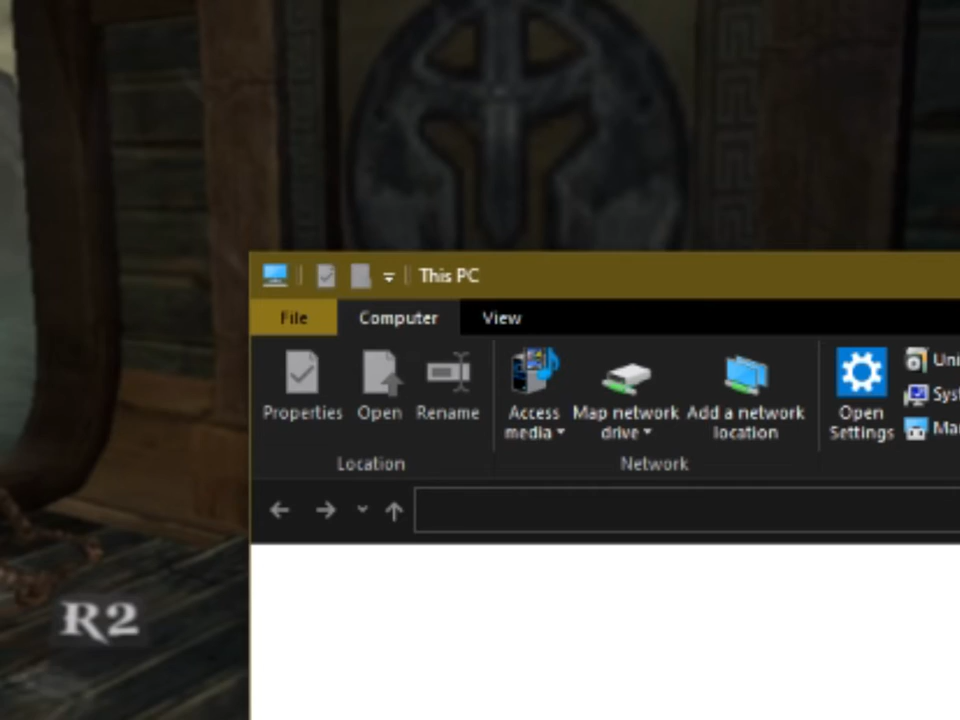 This PC
File Computer View
Properties Open Rename Access media Map network drive Add a network location Open Settings
Location Network
R2